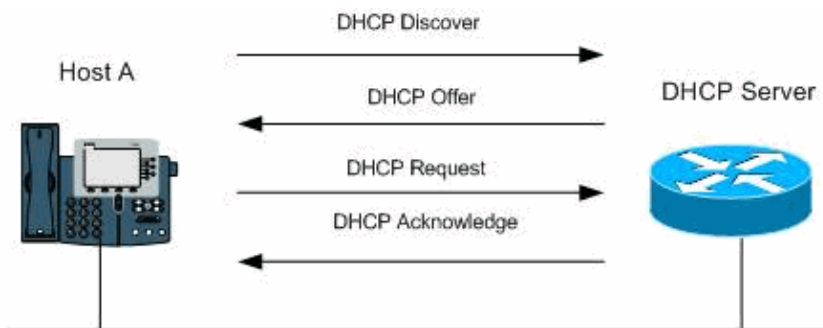 DHCP Discover
Host A
DHCP Offer
DHCP Server
DHCP Request
DHCP Acknowledge